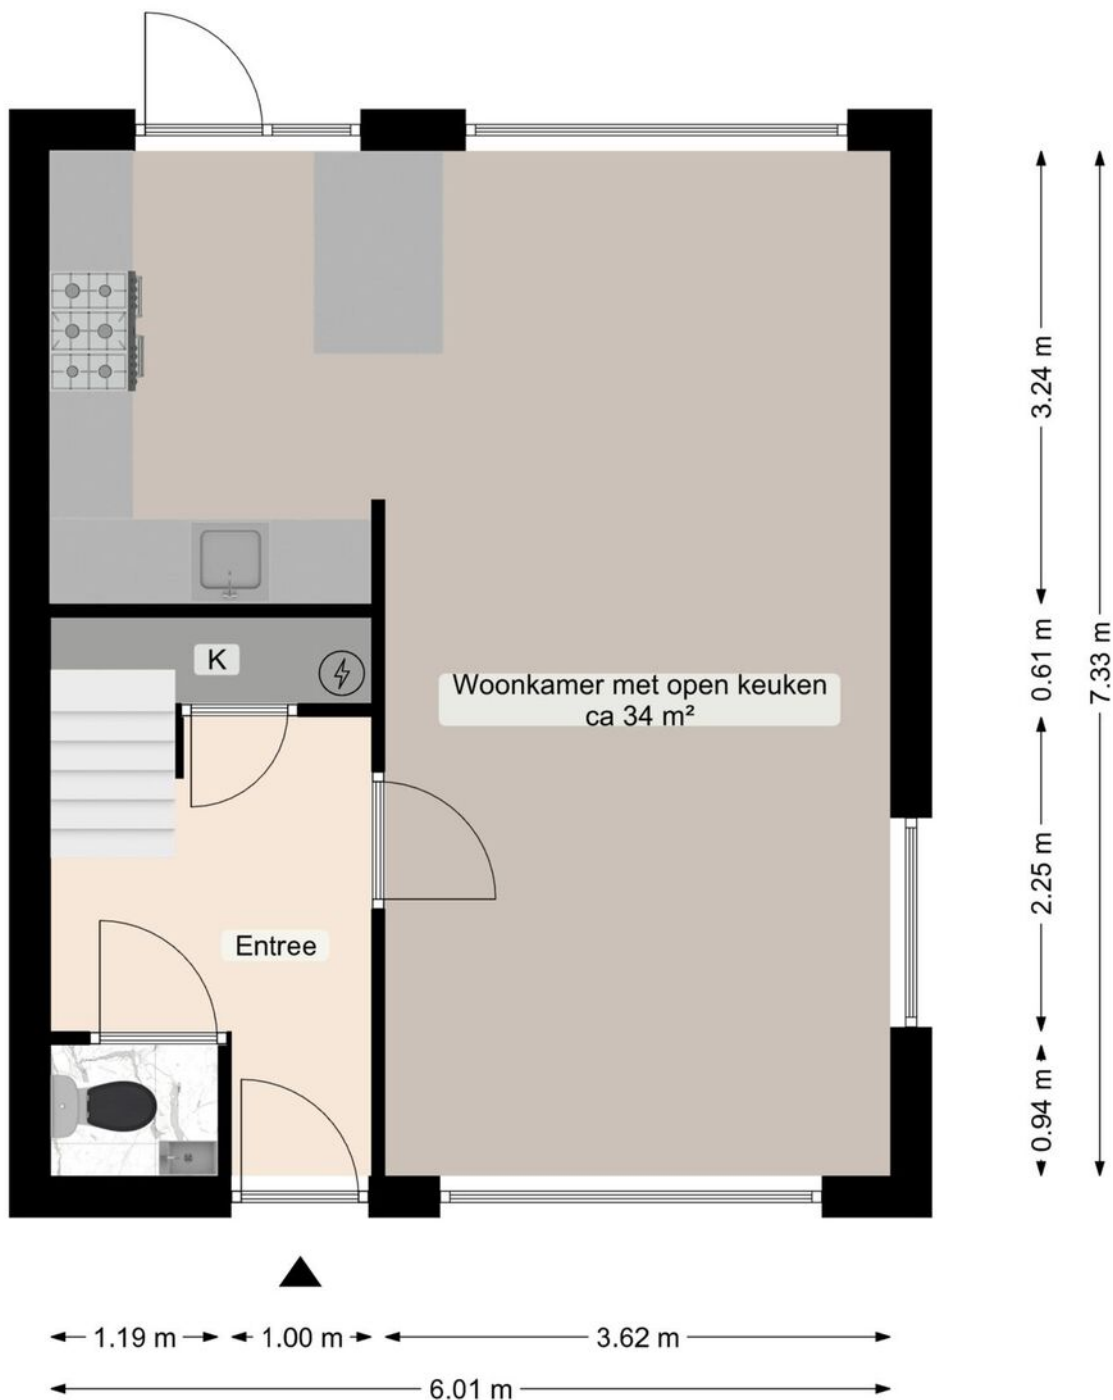 3.24 m
K
0.61 m
7.33 m
Woonkamer met open keuken
ca 34 m²
2.25 m
Entree
0.94 m
1.19 m
1.00 m
3.62 m
6.01 m